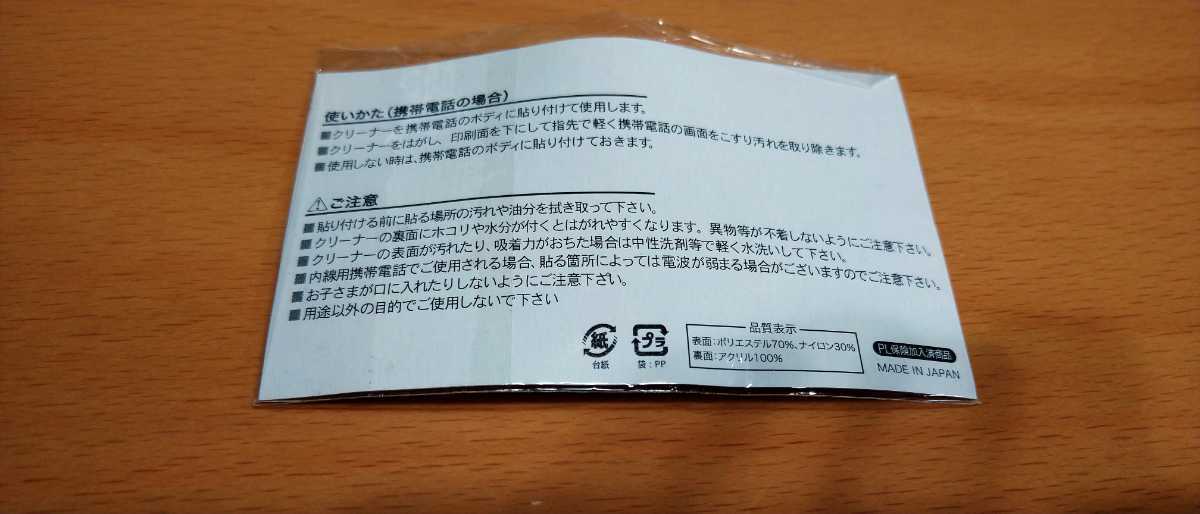 使いかた(携帯電話の場合)
■クリーナーを携帯電話のボディに貼り付けて使用します。
■クリーナーをはがし、印刷面を下にして指先で軽く携帯電話の画面をこすり汚れを取り除きます。
■使用しない時は、携帯電話のボディに貼り付けておきます。
⚠ご注意
■貼り付ける前に貼る場所の汚れや油分を拭き取って下さい。
■クリーナーの裏面にホコリや水分が付くとはがれやすくなります。異物等が不着しないようにご注意下さい。
■クリーナーの表面が汚れたり、吸着力がおちた場合は中性洗剤等で軽く水洗いして下さい。
■内線用携帯電話でご使用される場合、貼る箇所によっては電波が弱まる場合がございますのでご注意下さい。
■お子さまが口に入れたりしないようにご注意下さい。
■用途以外の目的でご使用しないで下さい
紙
台紙
プラ
袋:PP
品質表示
表面:ポリエステル70%、ナイロン30%
裏面:アクリル100%
PL保険加入済商品
MADE IN JAPAN